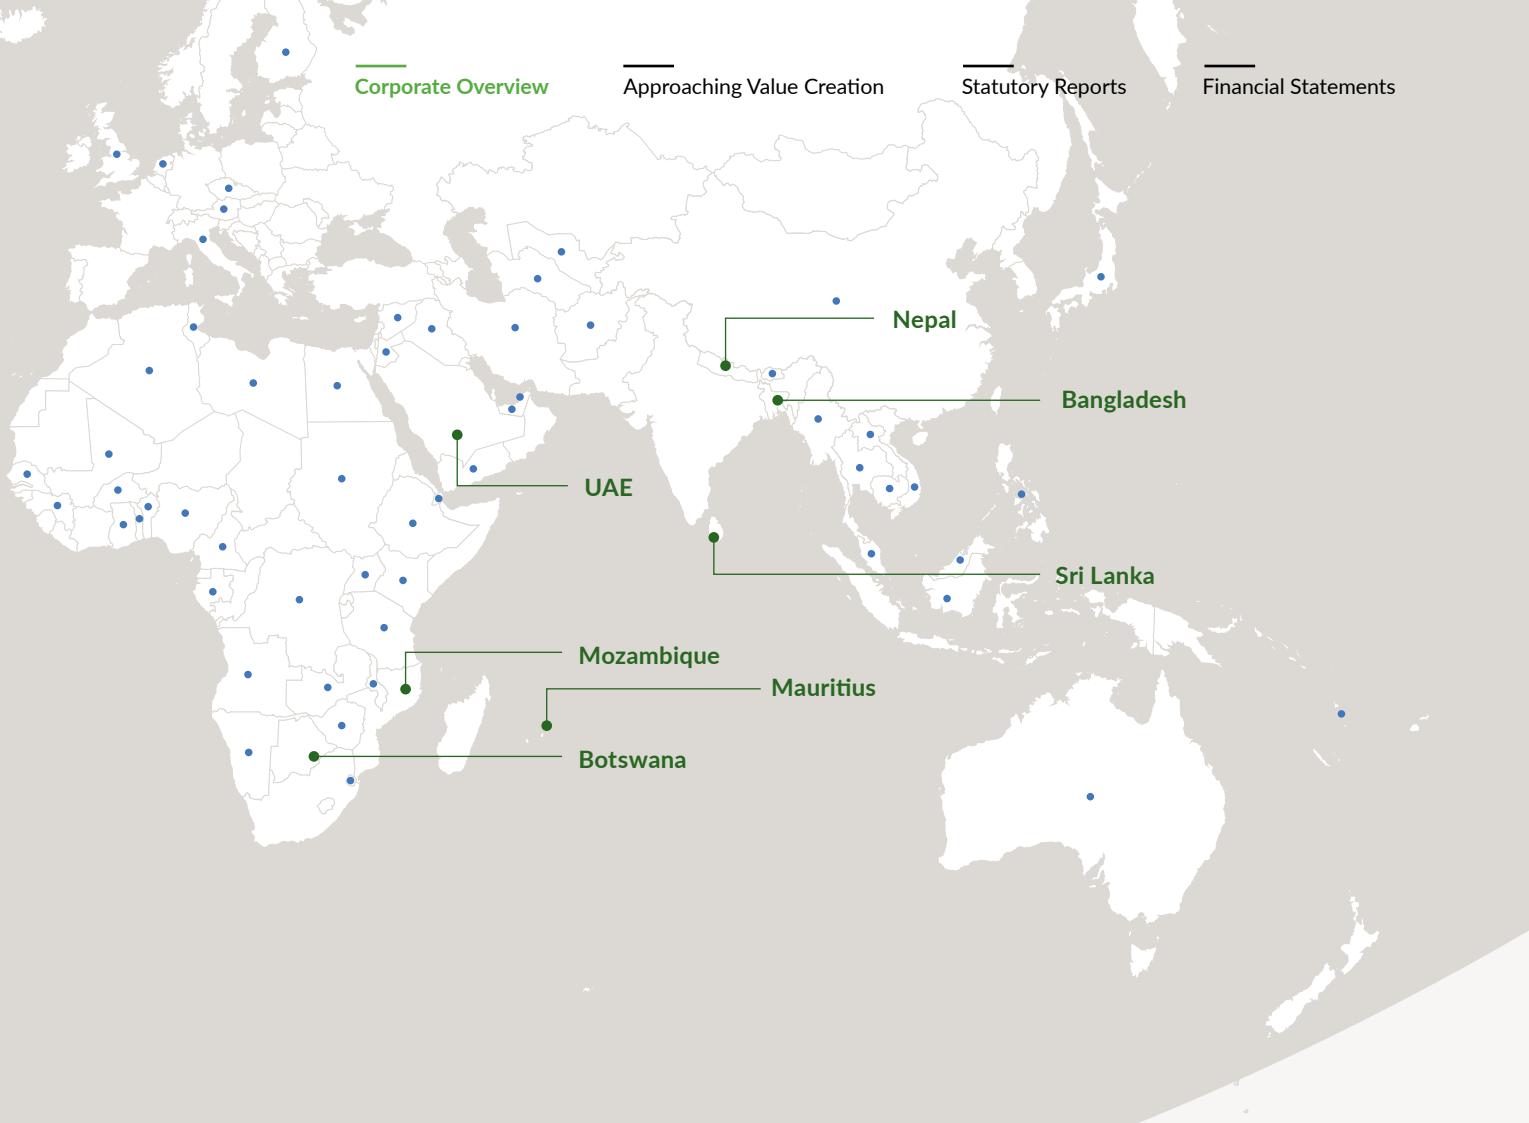 Corporate Overview
Approaching Value Creation
Statutory Reports
Financial Statements
Nepal
Bangladesh
UAE
Sri Lanka
Mozambique
Mauritius
Botswana